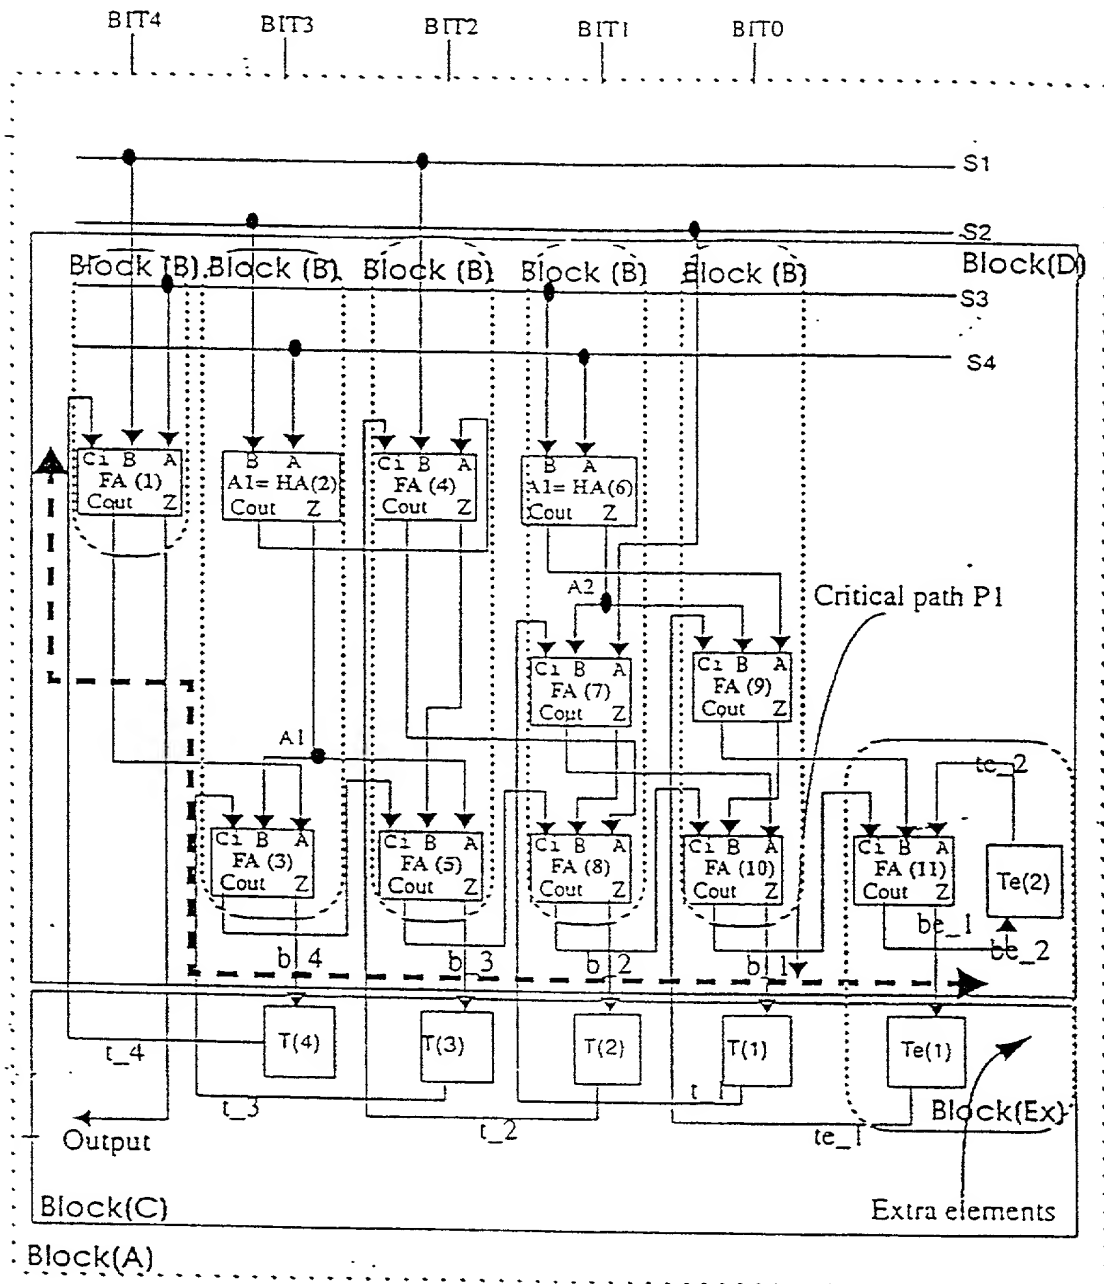 BIT4 BIT3 BIT2 BIT1 BIT0
S1
S2
Block (B) Block (B) Block (B) Block (B) Block (B) Block(D)
S3
S4
Ci B A B A Ci B A B A
FA (1) A1= HA(2) FA (4) A1= HA(6)
Cout Z Cout Z Cout Z Cout Z
A2
Critical path P1
Ci B A Ci B A
FA (7) FA (9)
Cout Z Cout Z
A1
te_2
Ci B A Ci B A Ci B A Ci B A Ci B A
FA (3) FA (5) FA (8) FA (10) FA (11) Te(2)
Cout Z Cout Z Cout Z Cout Z Cout Z
be_1
b_4 b_3 b_2 b_1 be_2
T(4) T(3) T(2) T(1) Te(1)
t_4
t_3 t_1
Block(Ex)
Output t_2 te_1
Block(C) Extra elements
Block(A)